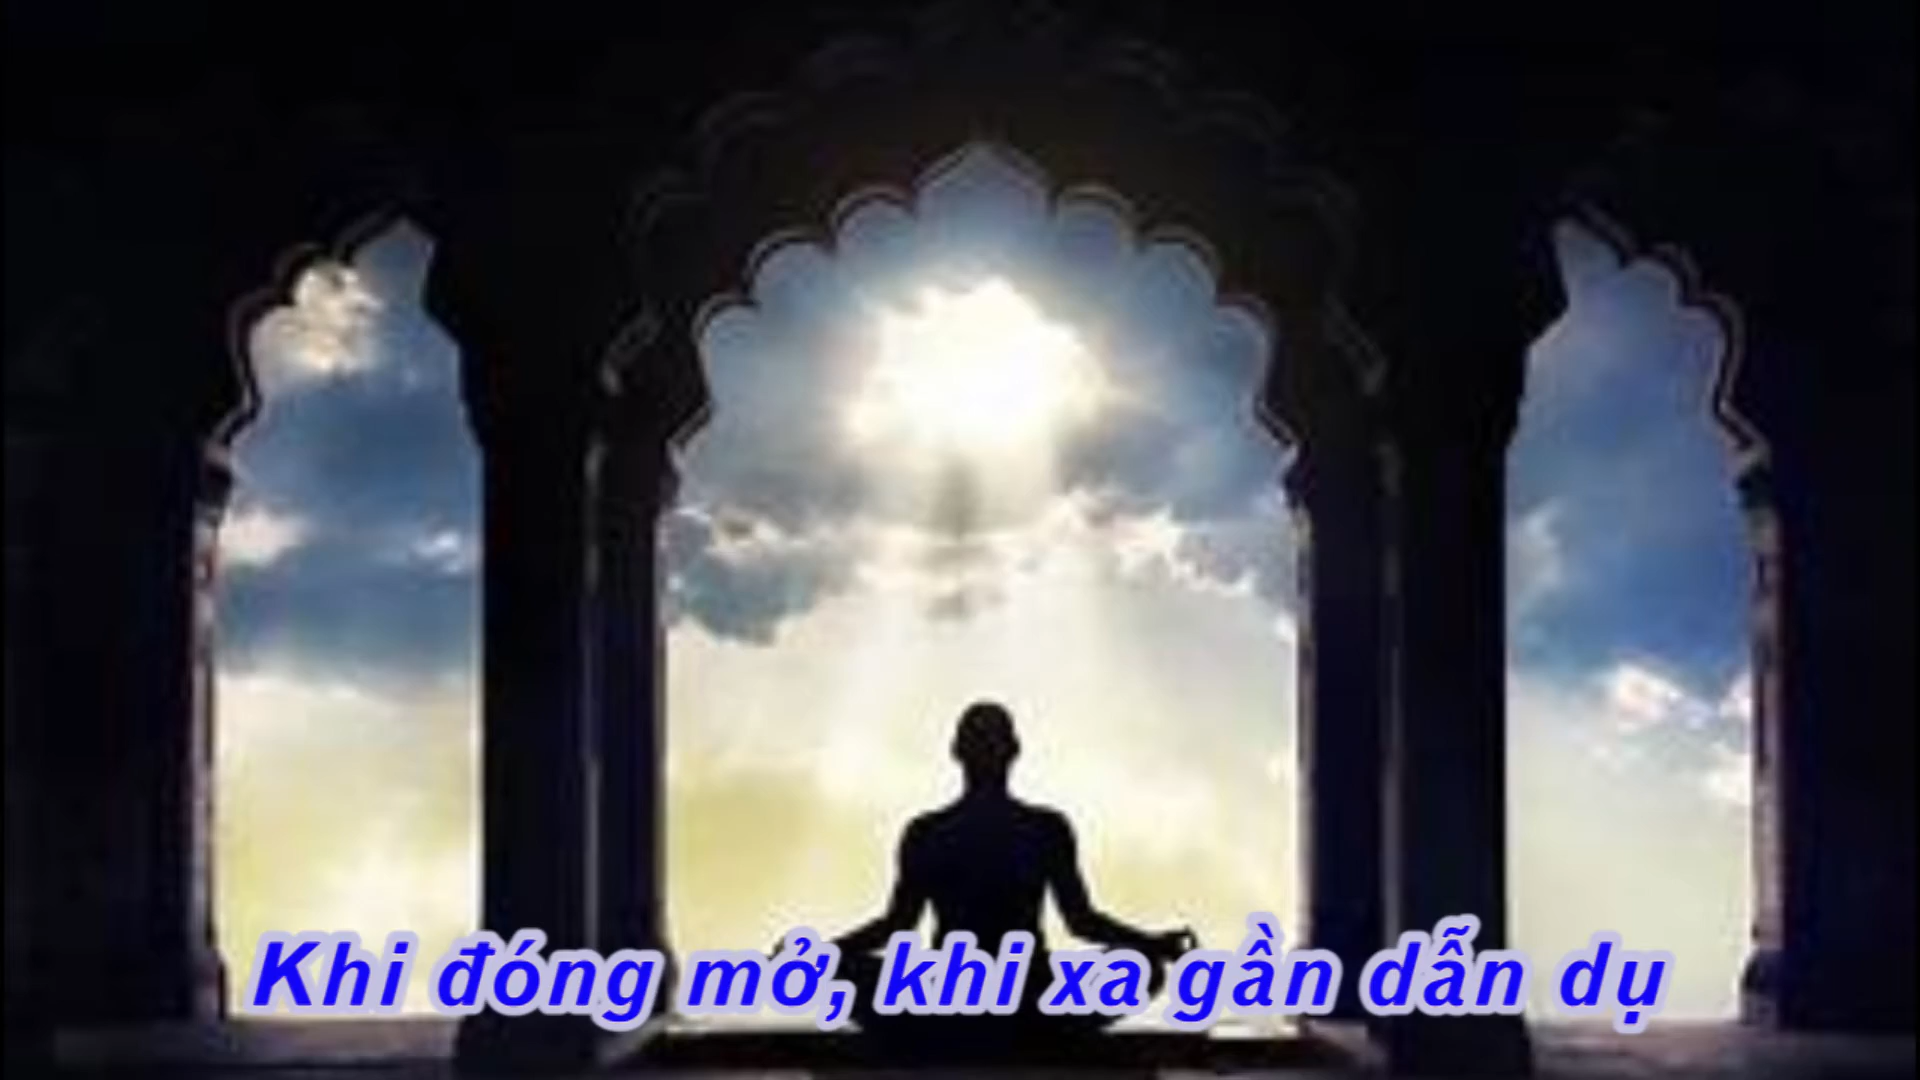 Khi đóng mở, khi xa gần dẫn dụ